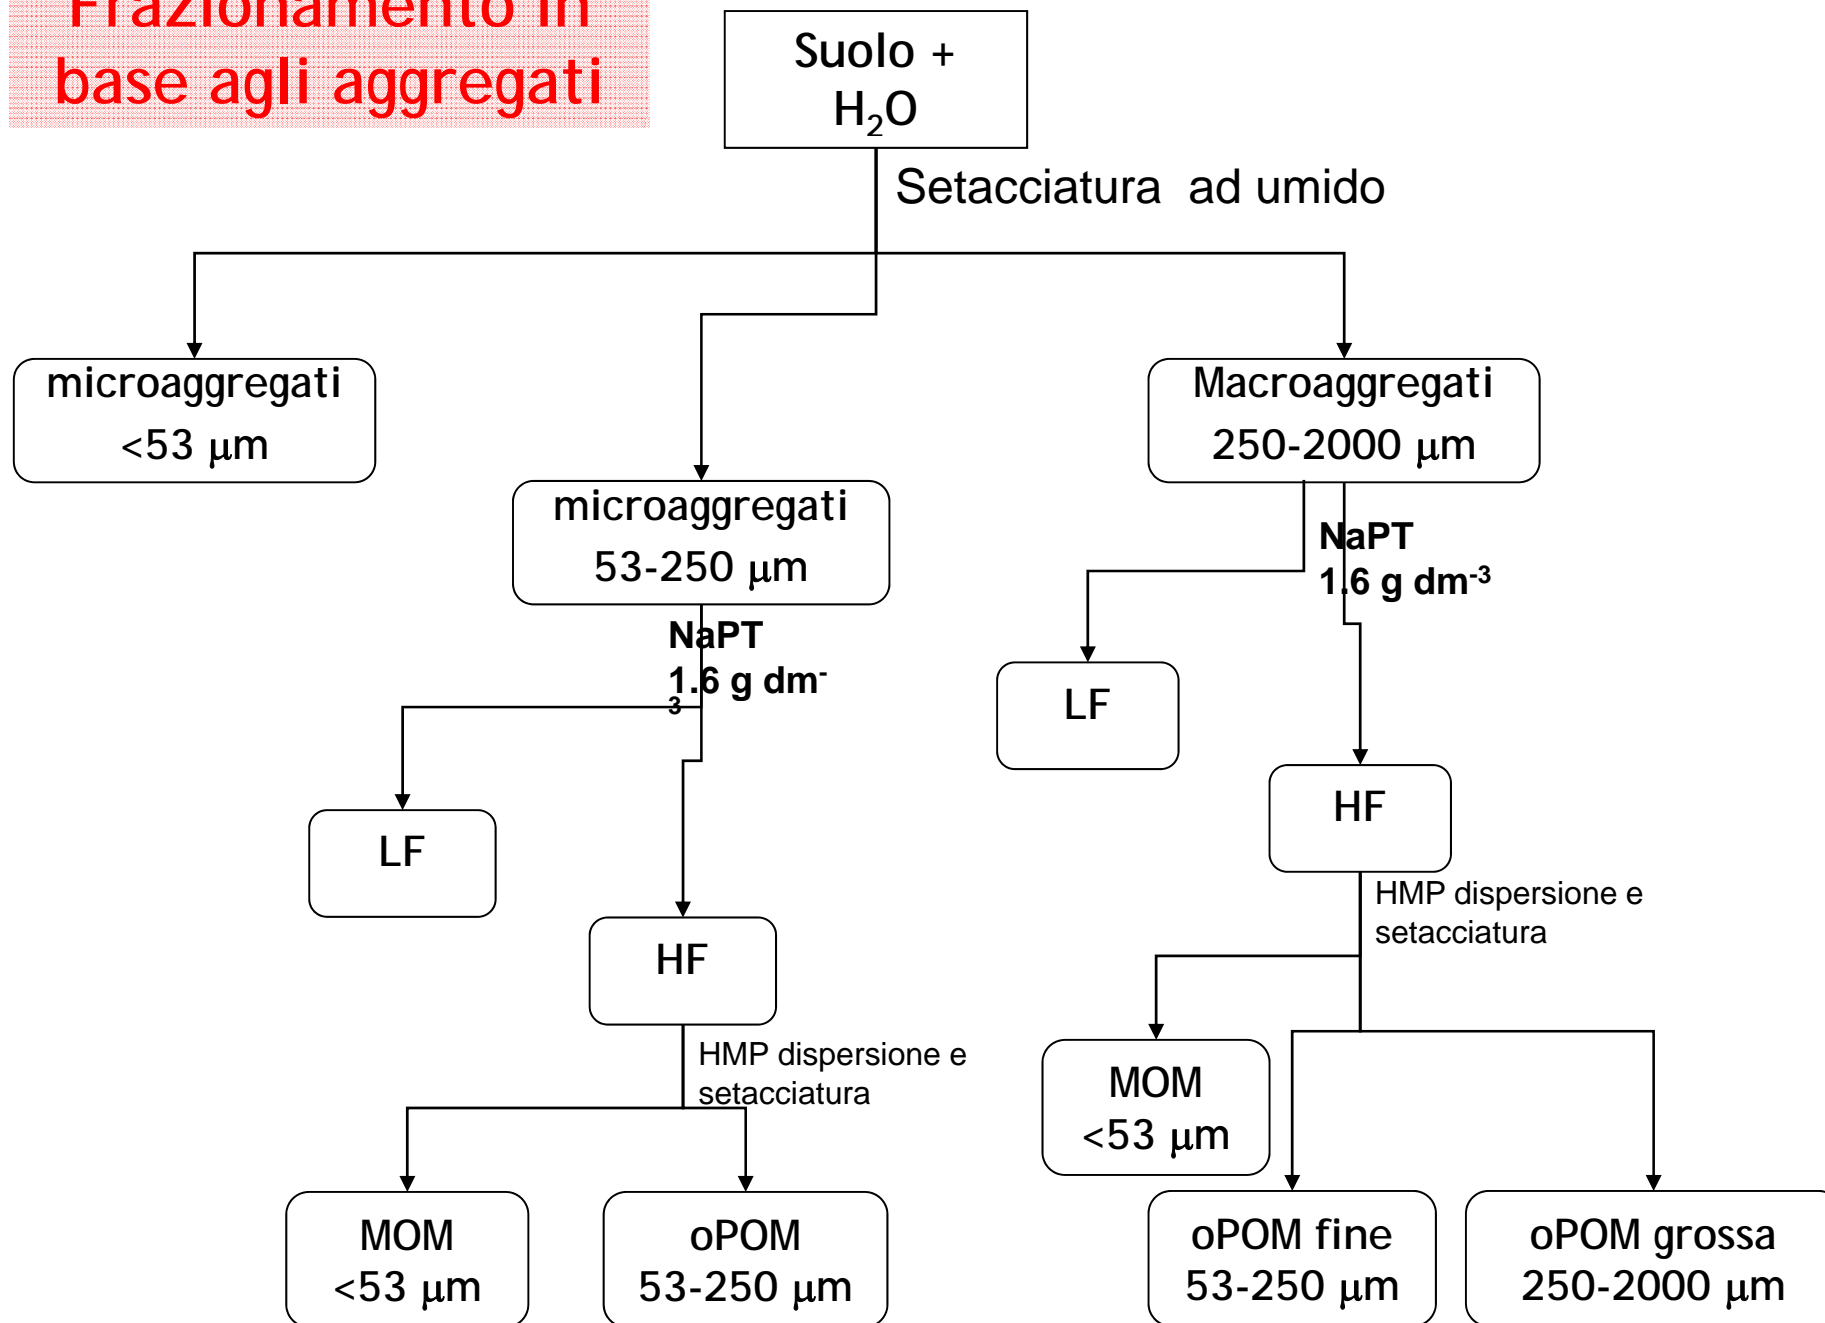 Frazionamento in
base agli aggregati
Suolo +
H₂O
Setacciatura ad umido
microaggregati
<53 μm
Macroaggregati
250-2000 μm
microaggregati
53-250 μm
NaPT
1.6 g dm⁻³
NaPT
1.6 g dm⁻
³
LF
HF
LF
HMP dispersione e
setacciatura
HF
HMP dispersione e
setacciatura
MOM
<53 μm
MOM
<53 μm
oPOM
53-250 μm
oPOM fine
53-250 μm
oPOM grossa
250-2000 μm